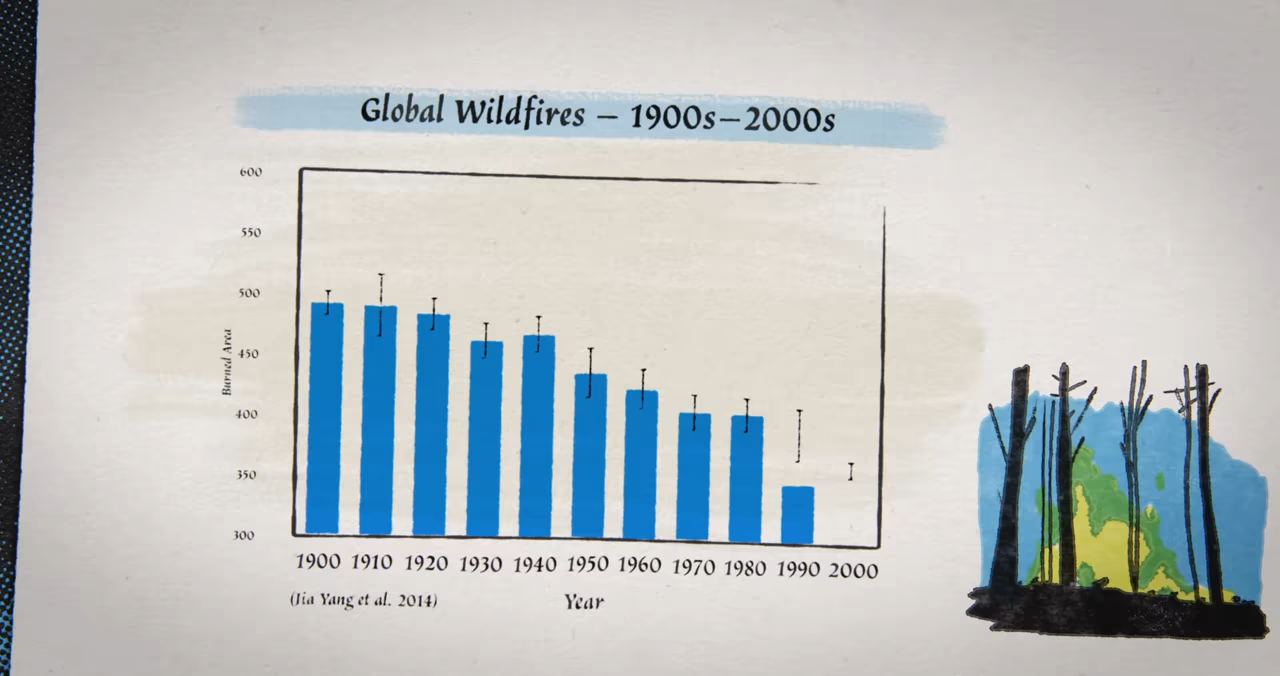 Global Wildfires – 1900s–2000s
600
550
500
450
400
350
300
Burned Area
1900 1910 1920 1930 1940 1950 1960 1970 1980 1990 2000
(Jia Yang et al. 2014)
Year